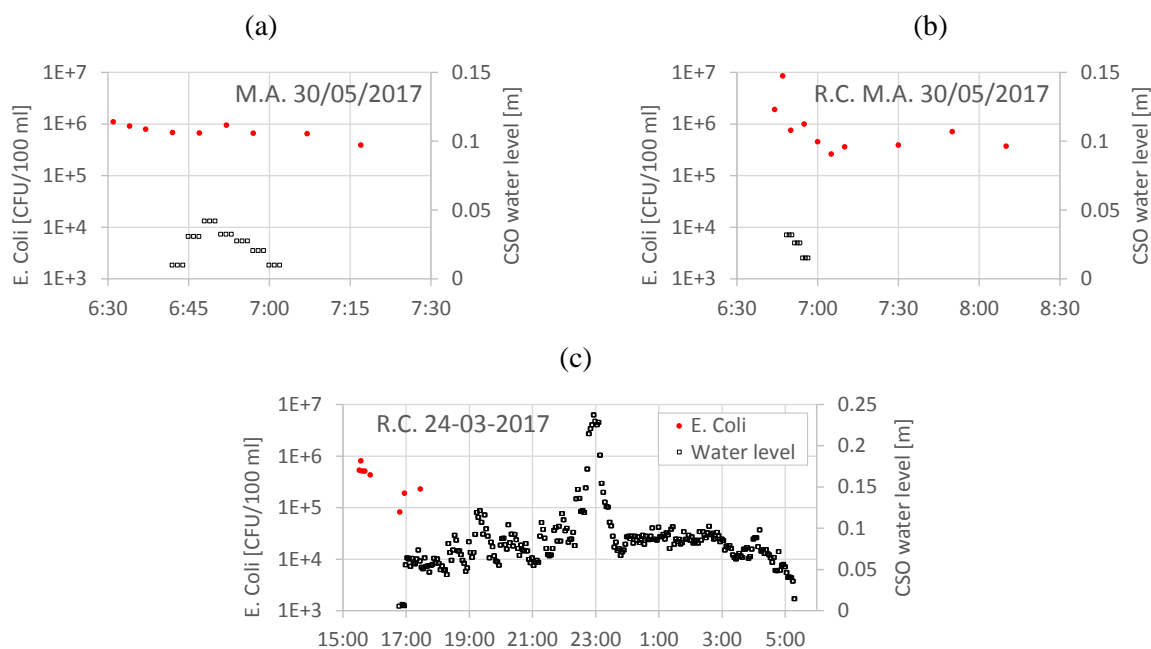 (a)
(b)
M.A. 30/05/2017
R.C. M.A. 30/05/2017
E. Coli [CFU/100 ml]
1E+7
1E+6
1E+5
1E+4
1E+3
0.15
0.1
0.05
0
CSO water level [m]
6:30 6:45 7:00 7:15 7:30
E. Coli [CFU/100 ml]
1E+7
1E+6
1E+5
1E+4
1E+3
0.15
0.1
0.05
0
CSO water level [m]
6:30 7:00 7:30 8:00 8:30
(c)
R.C. 24-03-2017
E. Coli [CFU/100 ml]
1E+7
1E+6
1E+5
1E+4
1E+3
E. Coli
Water level
0.25
0.2
0.15
0.1
0.05
0
CSO water level [m]
15:00 17:00 19:00 21:00 23:00 1:00 3:00 5:00